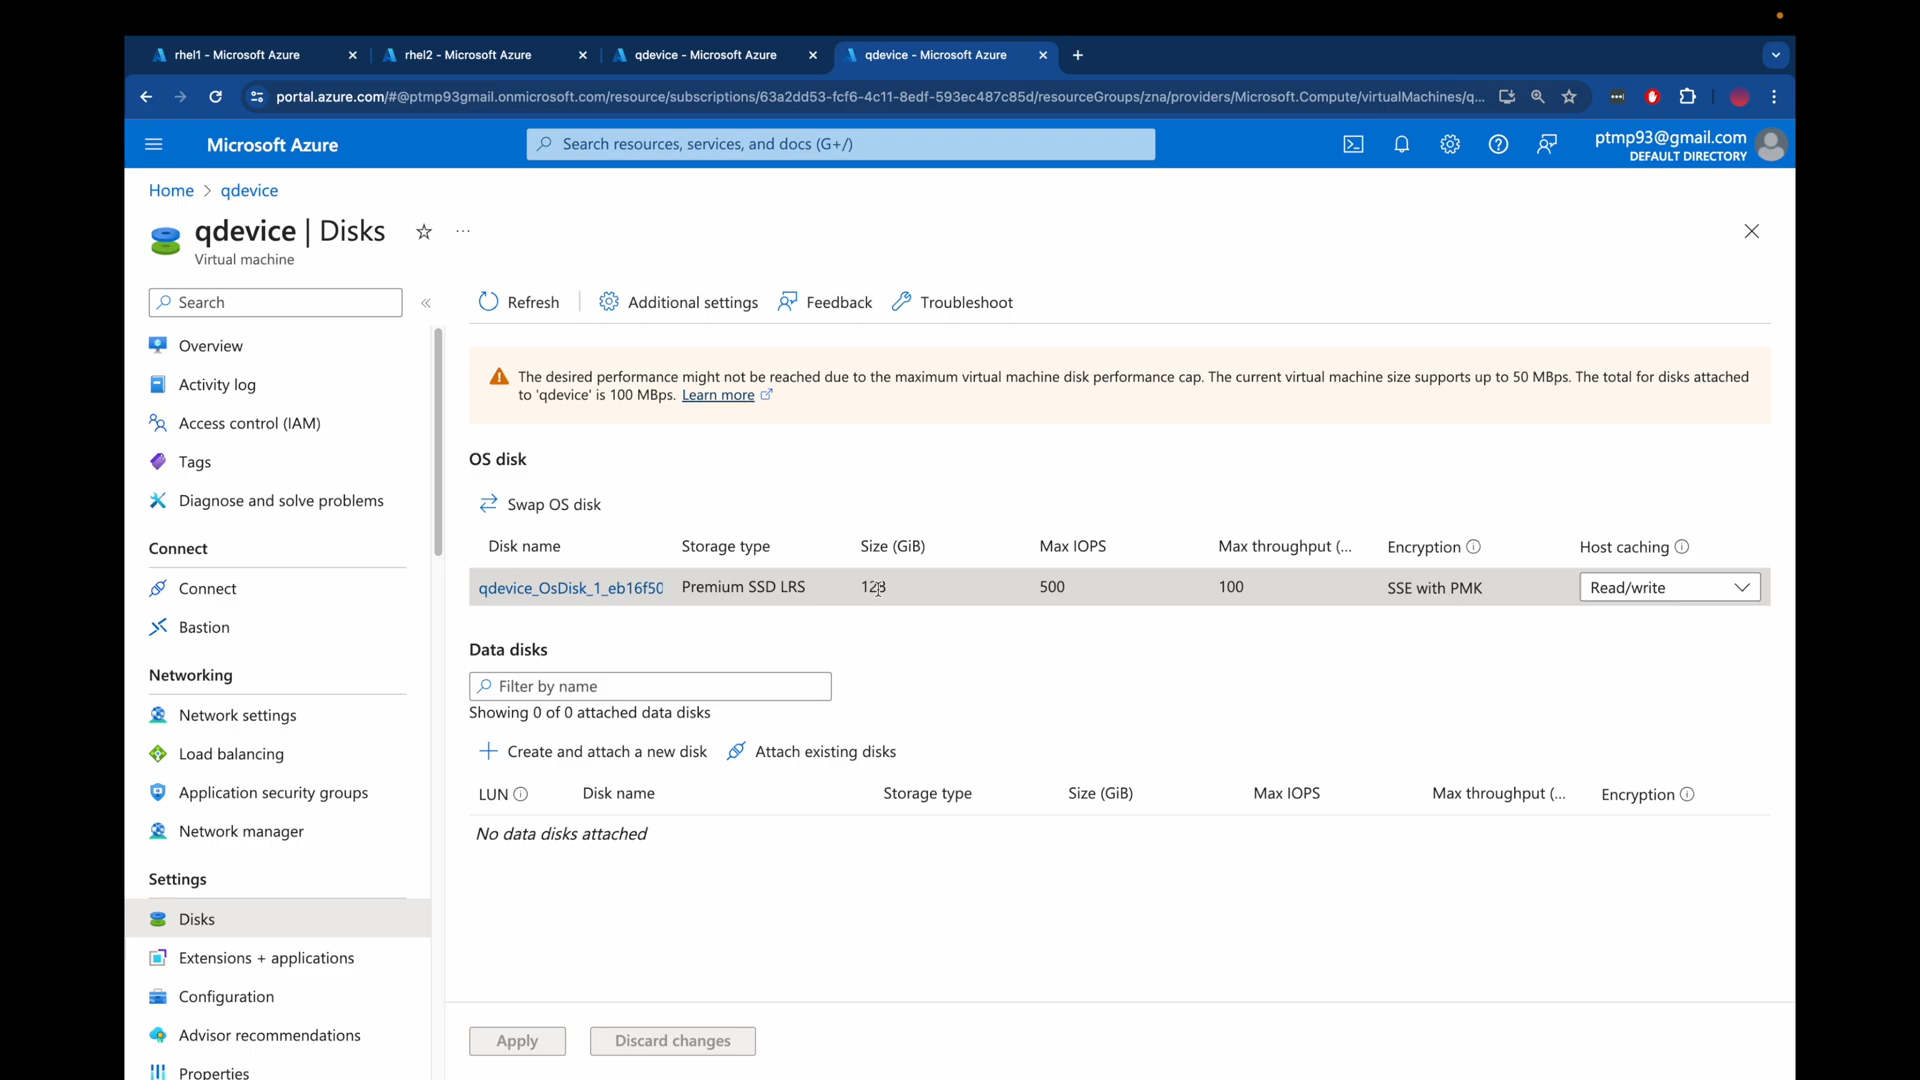 rhel1 - Microsoft Azure
rhel2 - Microsoft Azure
qdevice - Microsoft Azure
qdevice - Microsoft Azure
portal.azure.com/#@ptmp93gmail.onmicrosoft.com/resource/subscriptions/63a2dd53-fcf6-4c11-8edf-593ec487c85d/resourceGroups/zna/providers/Microsoft.Compute/virtualMachines/q...
Microsoft Azure
Search resources, services, and docs (G+/)
ptmp93@gmail.com
DEFAULT DIRECTORY
Home > qdevice
qdevice | Disks
Virtual machine
Search
Refresh
Additional settings
Feedback
Troubleshoot
Overview
Activity log
Access control (IAM)
Tags
Diagnose and solve problems
Connect
Connect
Bastion
Networking
Network settings
Load balancing
Application security groups
Network manager
Settings
Disks
Extensions + applications
Configuration
Advisor recommendations
Properties
The desired performance might not be reached due to the maximum virtual machine disk performance cap. The current virtual machine size supports up to 50 MBps. The total for disks attached
to 'qdevice' is 100 MBps. Learn more
OS disk
Swap OS disk
Disk name Storage type Size (GiB) Max IOPS Max throughput (... Encryption Host caching
qdevice_OsDisk_1_eb16f50 Premium SSD LRS 128 500 100 SSE with PMK Read/write
Data disks
Filter by name
Showing 0 of 0 attached data disks
Create and attach a new disk
Attach existing disks
LUN Disk name Storage type Size (GiB) Max IOPS Max throughput (... Encryption
No data disks attached
Apply
Discard changes